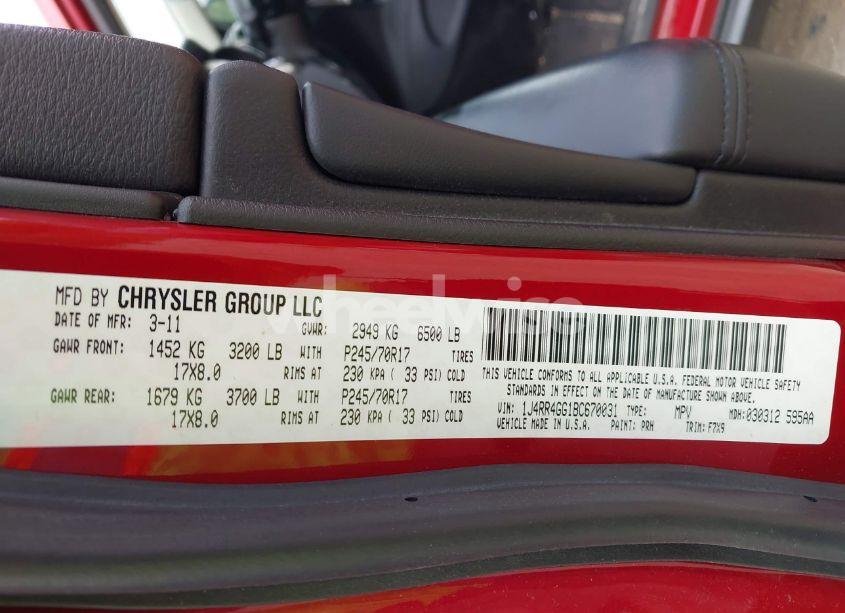 MFD BY CHRYSLER GROUP LLC
DATE OF MFR: 3-11 GVWR: 2949 KG 6500 LB
GAWR FRONT: 1452 KG 3200 LB WITH P245/70R17 TIRES
17X8.0 RIMS AT 230 KPA ( 33 PSI) COLD
GAWR REAR: 1679 KG 3700 LB WITH P245/70R17 TIRES
17X8.0 RIMS AT 230 KPA ( 33 PSI) COLD
THIS VEHICLE CONFORMS TO ALL APPLICABLE U.S.A. FEDERAL MOTOR VEHICLE SAFETY
STANDARDS IN EFFECT ON THE DATE OF MANUFACTURE SHOWN ABOVE.
VIN: 1J4RR4GG1BC670031 TYPE: MPV MDH:030312 595AA
VEHICLE MADE IN U.S.A. PAINT: PRH TRIM: F7X9
wheelwise